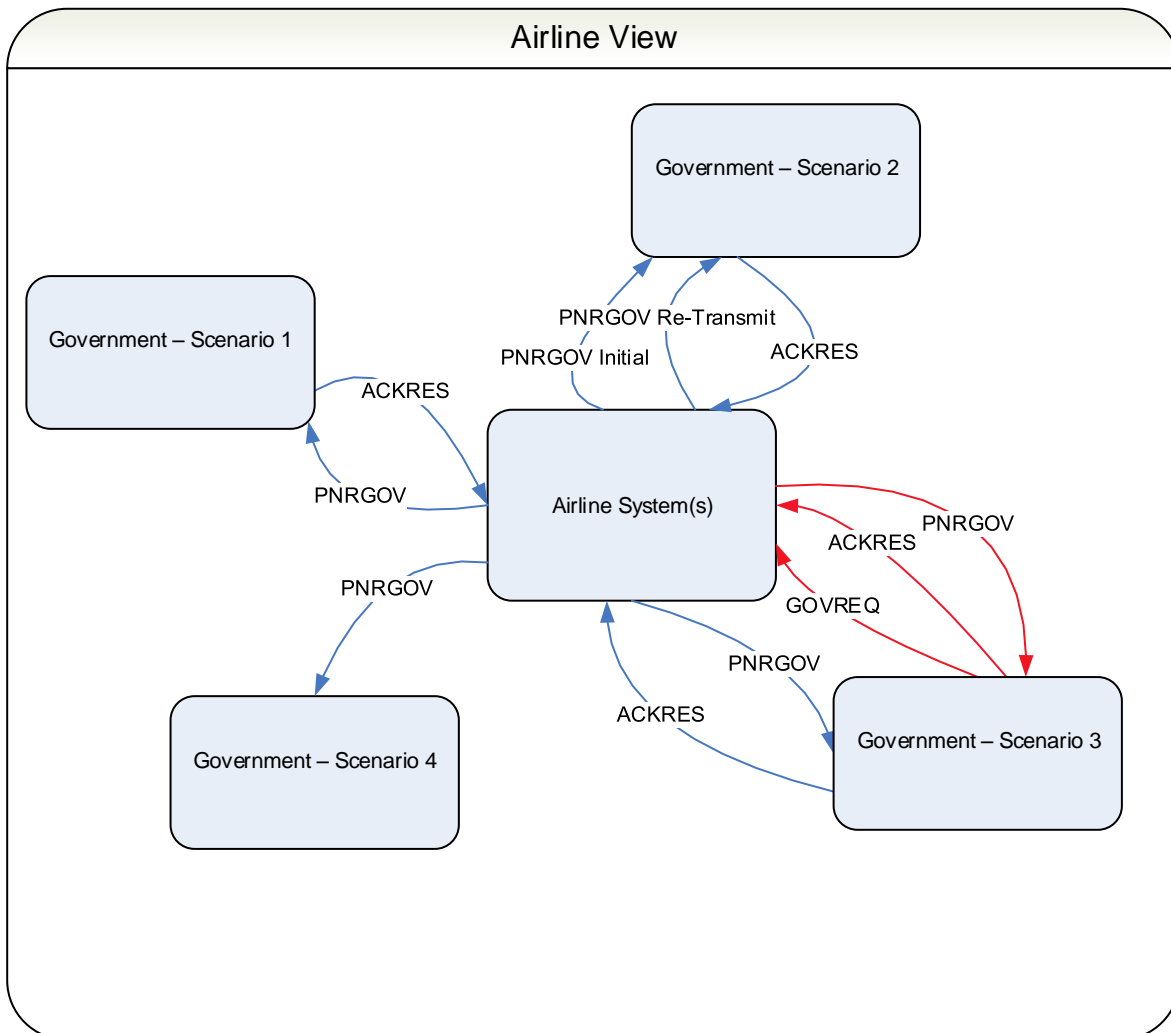 Airline View
Government – Scenario 2
Government – Scenario 1
PNRGOV Re-Transmit
PNRGOV Initial
ACKRES
ACKRES
PNRGOV
Airline System(s)
PNRGOV
ACKRES
PNRGOV
GOVREQ
PNRGOV
ACKRES
Government – Scenario 3
Government – Scenario 4